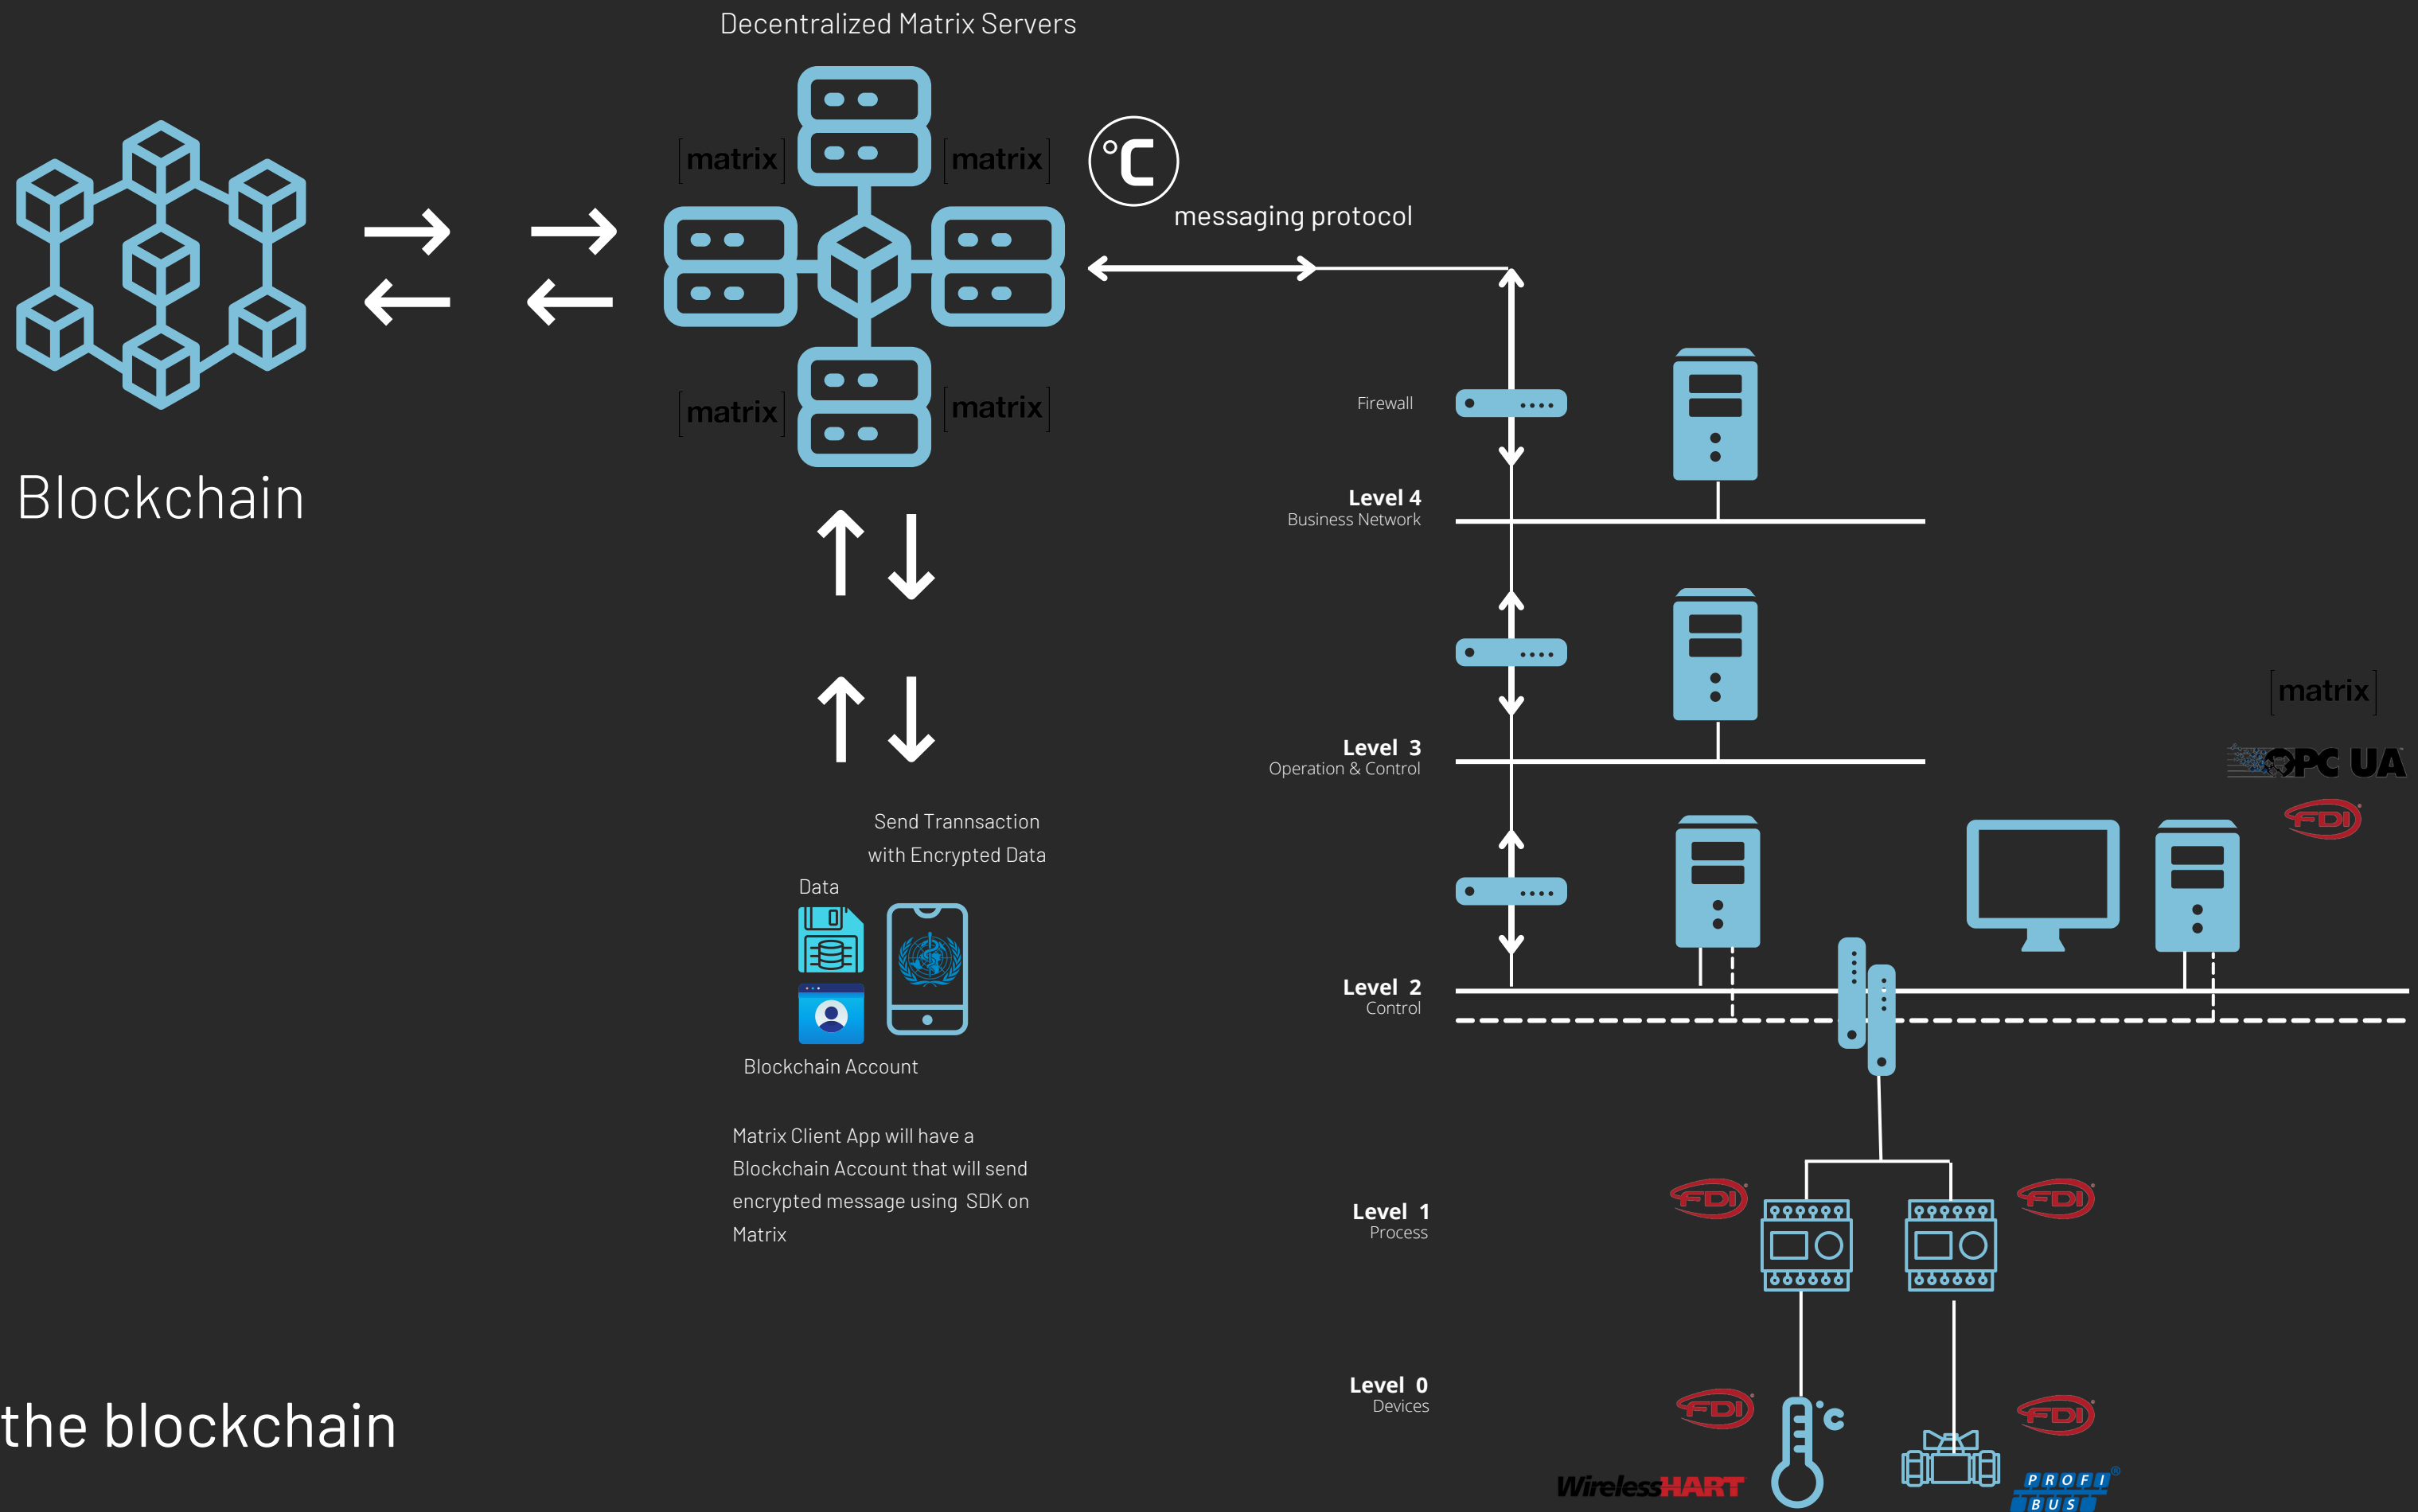 Decentralized Matrix Servers
[matrix]
[matrix]
°C
messaging protocol
[matrix]
[matrix]
Blockchain
Firewall
Level 4
Business Network
Level 3
Operation & Control
[matrix]
OPC UA
FDI
Send Trannsaction
with Encrypted Data
Data
Blockchain Account
Matrix Client App will have a
Blockchain Account that will send
encrypted message using SDK on
Matrix
Level 2
Control
FDI
FDI
Level 1
Process
Level 0
Devices
FDI
°C
FDI
WirelessHART
PROFI
BUS
the blockchain